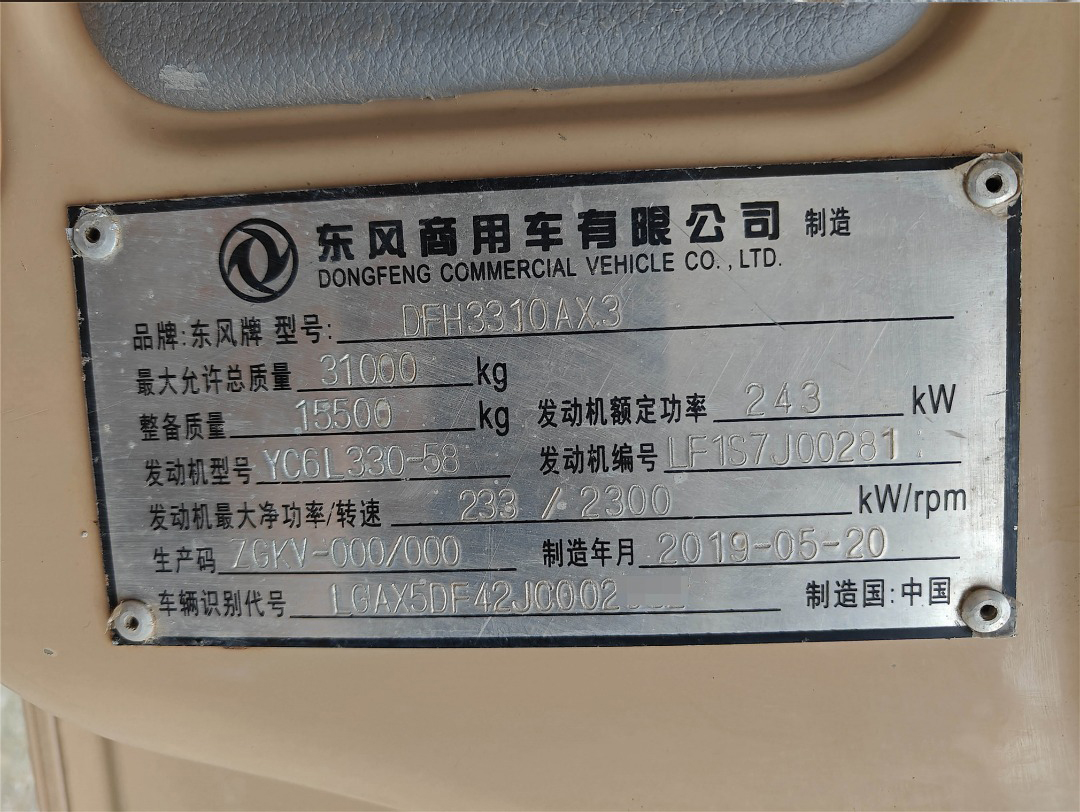 东风商用车有限公司 制造
DONGFENG COMMERCIAL VEHICLE CO., LTD.
品牌:东风牌 型号: DFH3310AX3
最大允许总质量 31000 kg
整备质量 15500 kg 发动机额定功率 243 kW
发动机型号 YC6L330-58 发动机编号 LF1S7J00281
发动机最大净功率/转速 233 / 2300 kW/rpm
生产码 ZGKV-000/000 制造年月 2019-05-20
车辆识别代号 制造国:中国